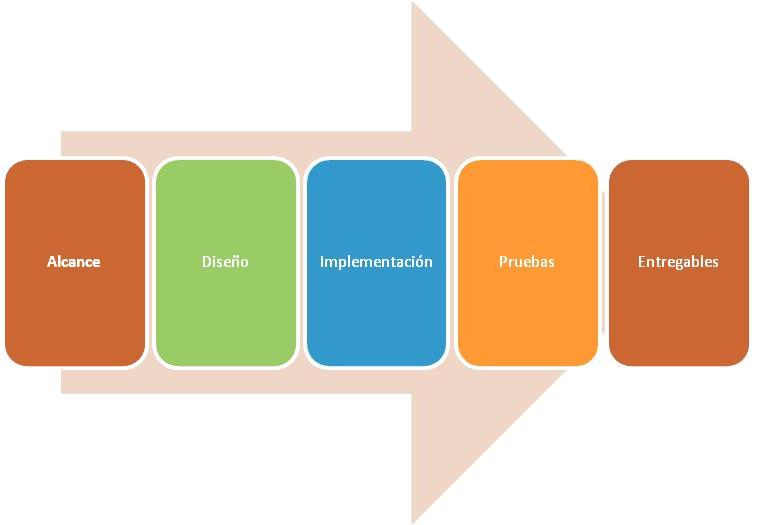 Alcance
Diseño
Implementación
Pruebas
Entregables